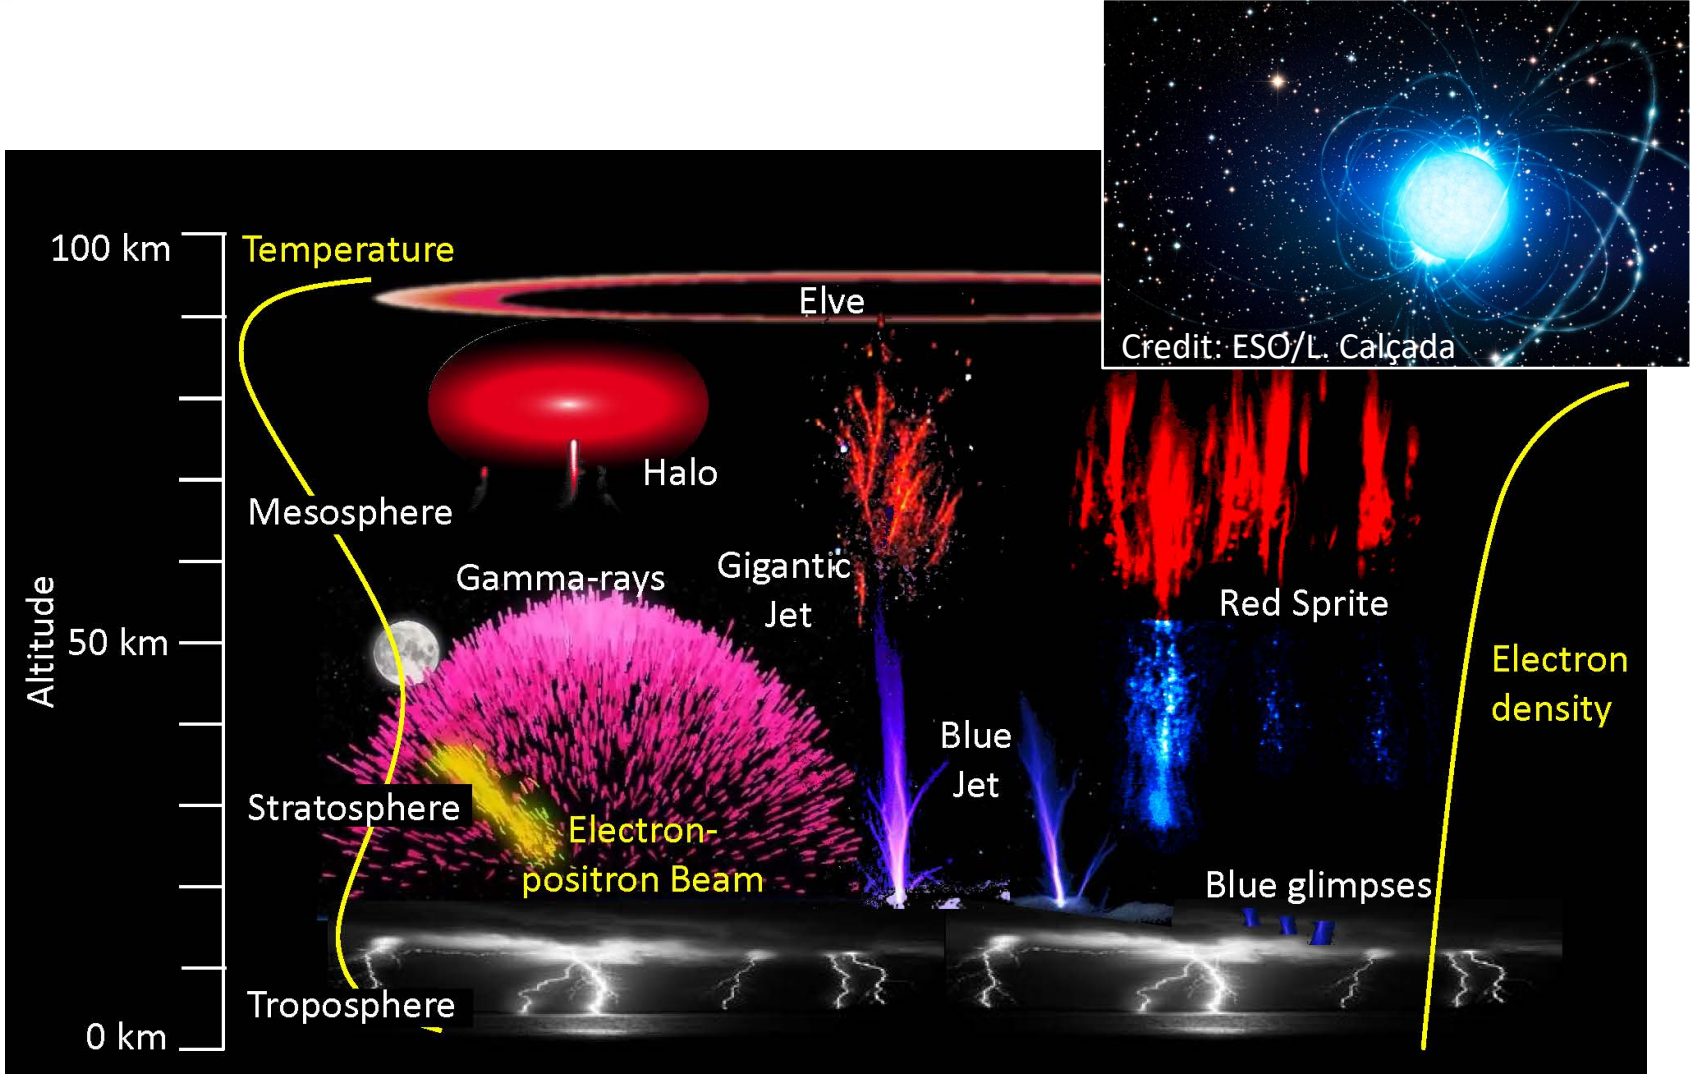 Credit: ESO/L. Calçada
100 km
Temperature
Elve
Halo
Mesosphere
Gamma-rays
Gigantic
Jet
Red Sprite
Altitude
50 km
Electron
density
Blue
Jet
Stratosphere
Electron-
positron Beam
Blue glimpses
Troposphere
0 km